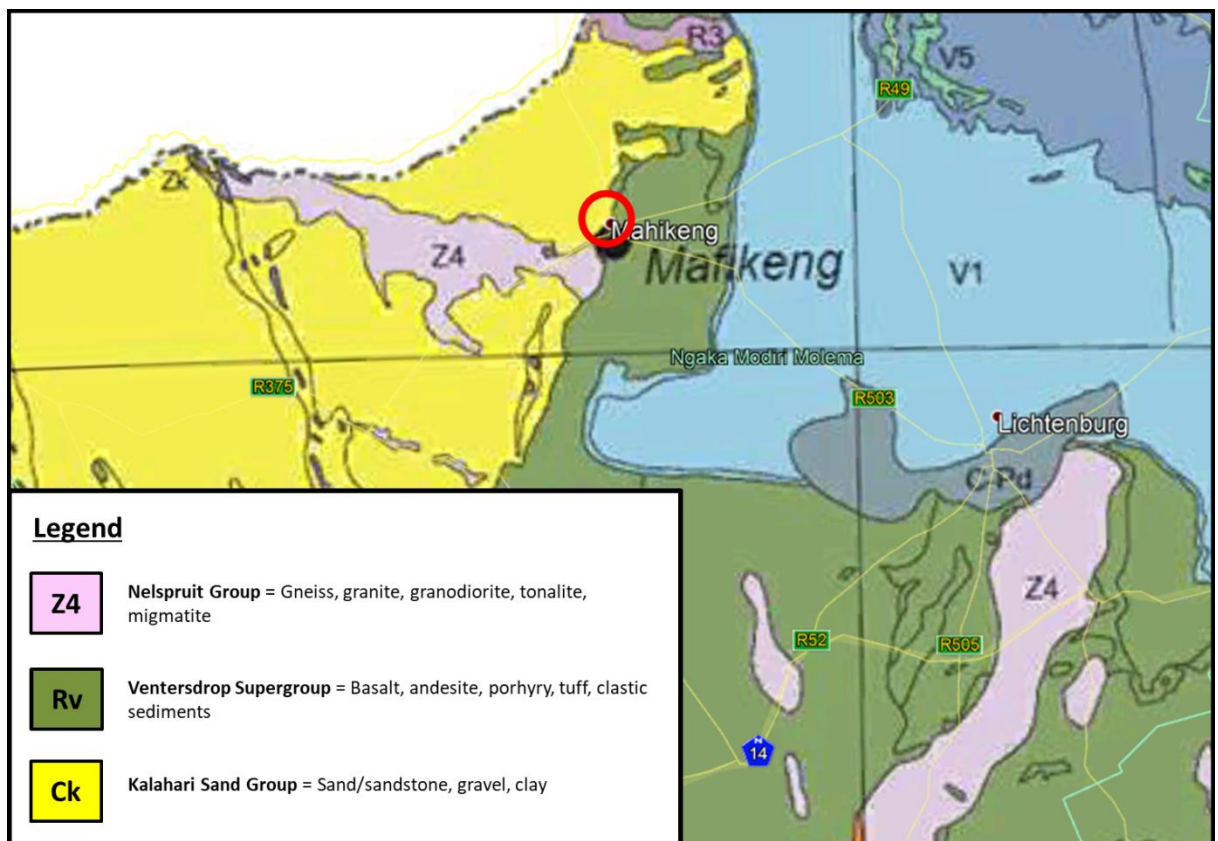 R3
V5
R49
Zk
Mahikeng
Z4
Mafikeng
V1
Ngaka Modiri Molema
R375
R503
Lichtenburg
C-Pd
Z4
R52
R505
N
14
Legend
Z4
Nelspruit Group = Gneiss, granite, granodiorite, tonalite,
migmatite
Rv
Ventersdrop Supergroup = Basalt, andesite, porhyry, tuff, clastic
sediments
Ck
Kalahari Sand Group = Sand/sandstone, gravel, clay